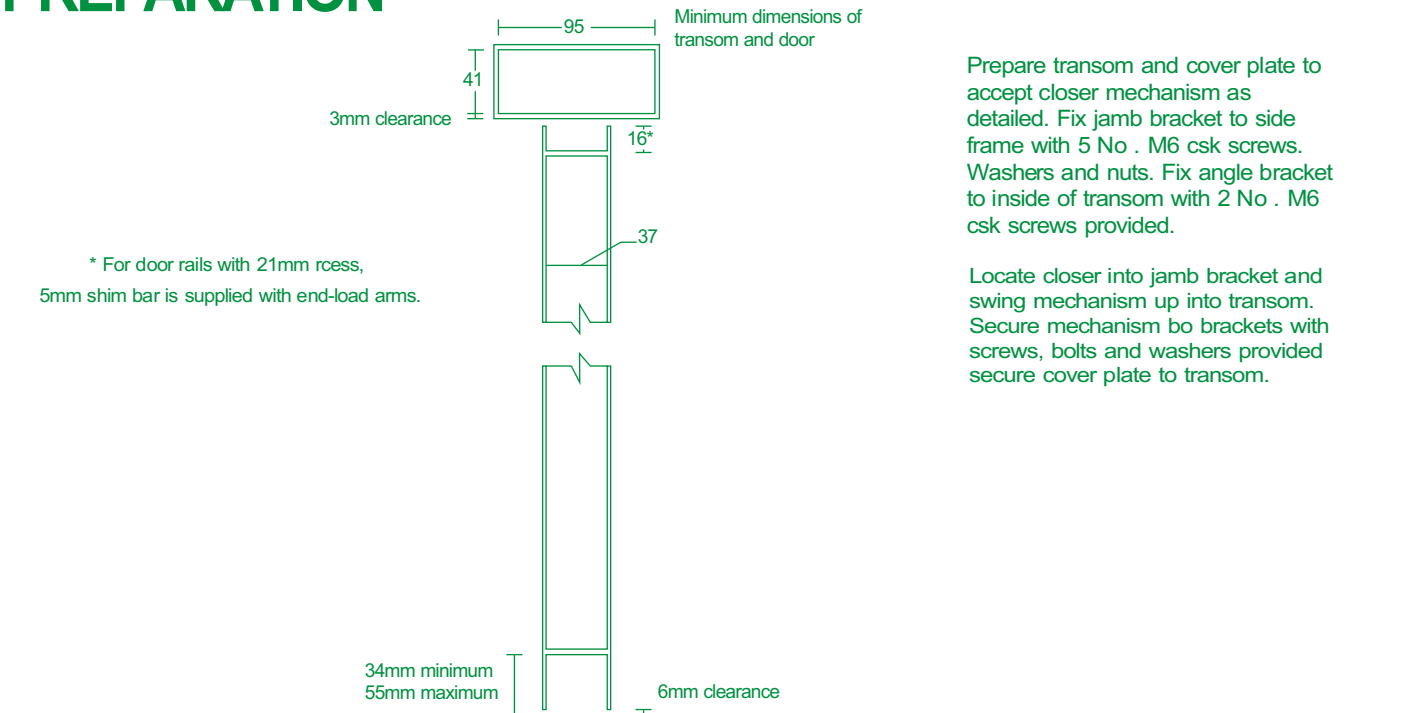 PREPARATION
95
Minimum dimensions of
transom and door
41
3mm clearance
16*
37
* For door rails with 21mm rcess,
5mm shim bar is supplied with end-load arms.
34mm minimum
55mm maximum
6mm clearance
Prepare transom and cover plate to
accept closer mechanism as
detailed. Fix jamb bracket to side
frame with 5 No . M6 csk screws.
Washers and nuts. Fix angle bracket
to inside of transom with 2 No . M6
csk screws provided.
Locate closer into jamb bracket and
swing mechanism up into transom.
Secure mechanism bo brackets with
screws, bolts and washers provided
secure cover plate to transom.